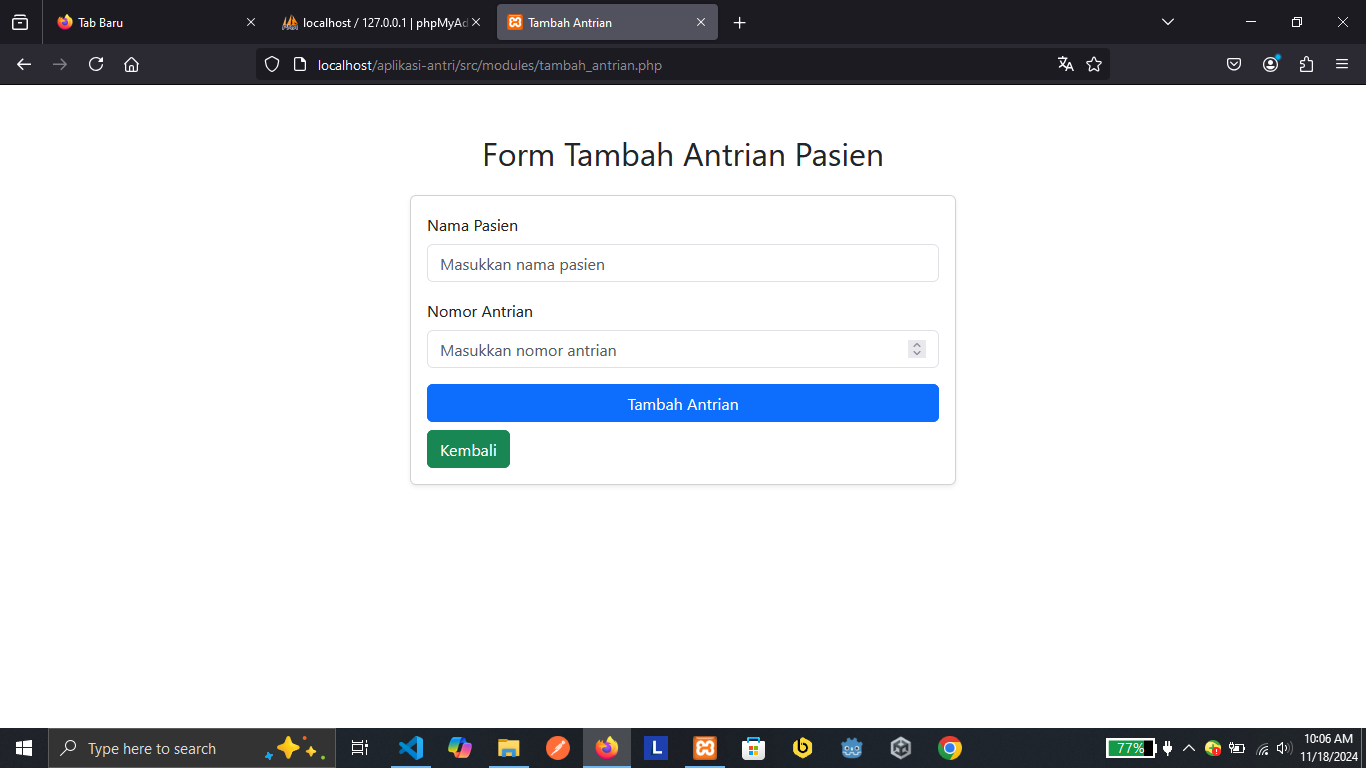 Tab Baru
localhost / 127.0.0.1 | phpMyAd
Tambah Antrian
localhost/aplikasi-antri/src/modules/tambah_antrian.php
Form Tambah Antrian Pasien
Nama Pasien
Masukkan nama pasien
Nomor Antrian
Masukkan nomor antrian
Tambah Antrian
Kembali
Type here to search
L
77%
10:06 AM
11/18/2024